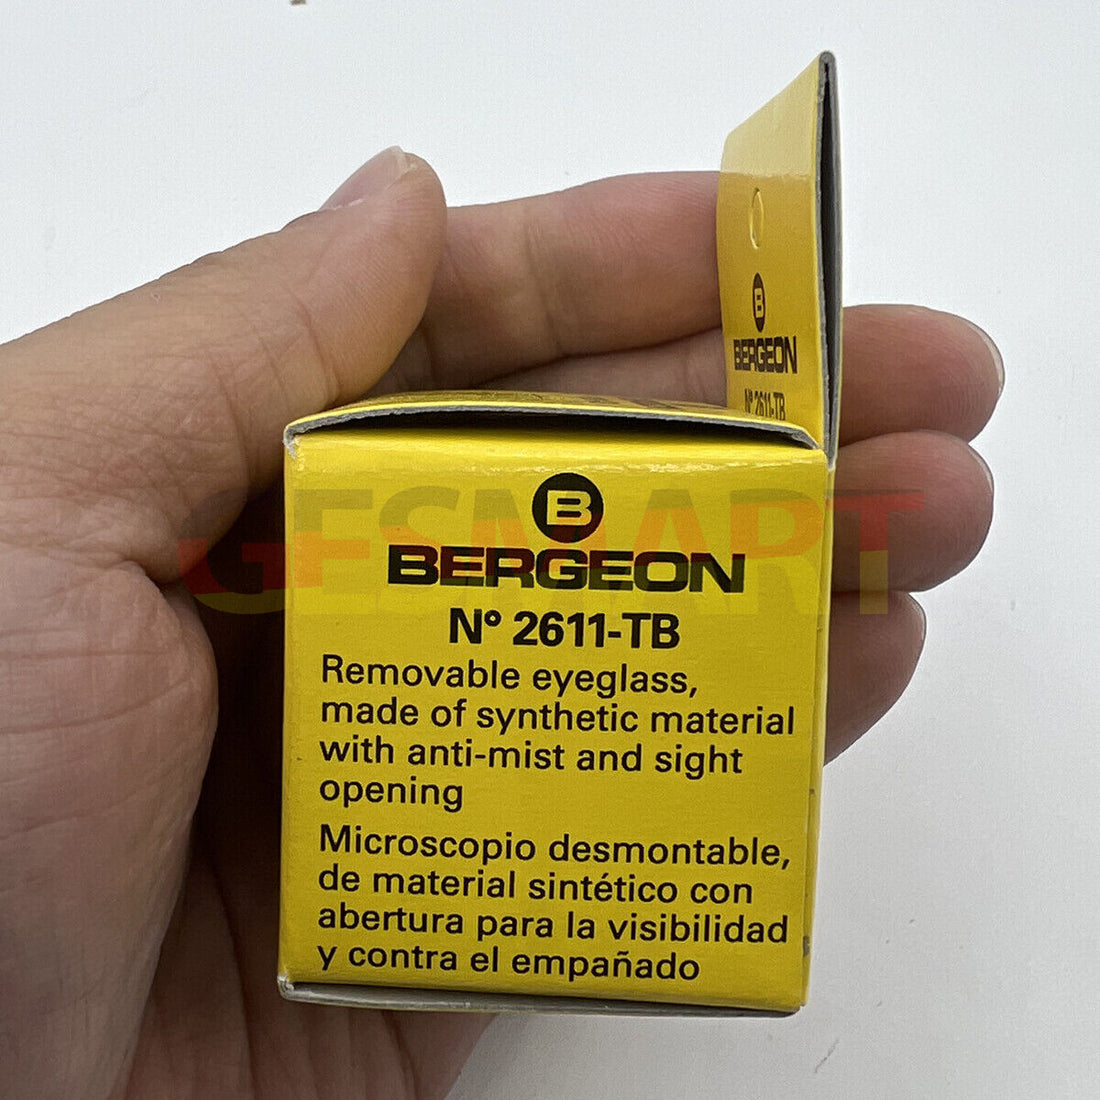 B
BERGEON
N° 2611-TB
B
BERGEON
N° 2611-TB
Removable eyeglass,
made of synthetic material
with anti-mist and sight
opening
Microscopio desmontable,
de material sintético con
abertura para la visibilidad
y contra el empañado
GESMART